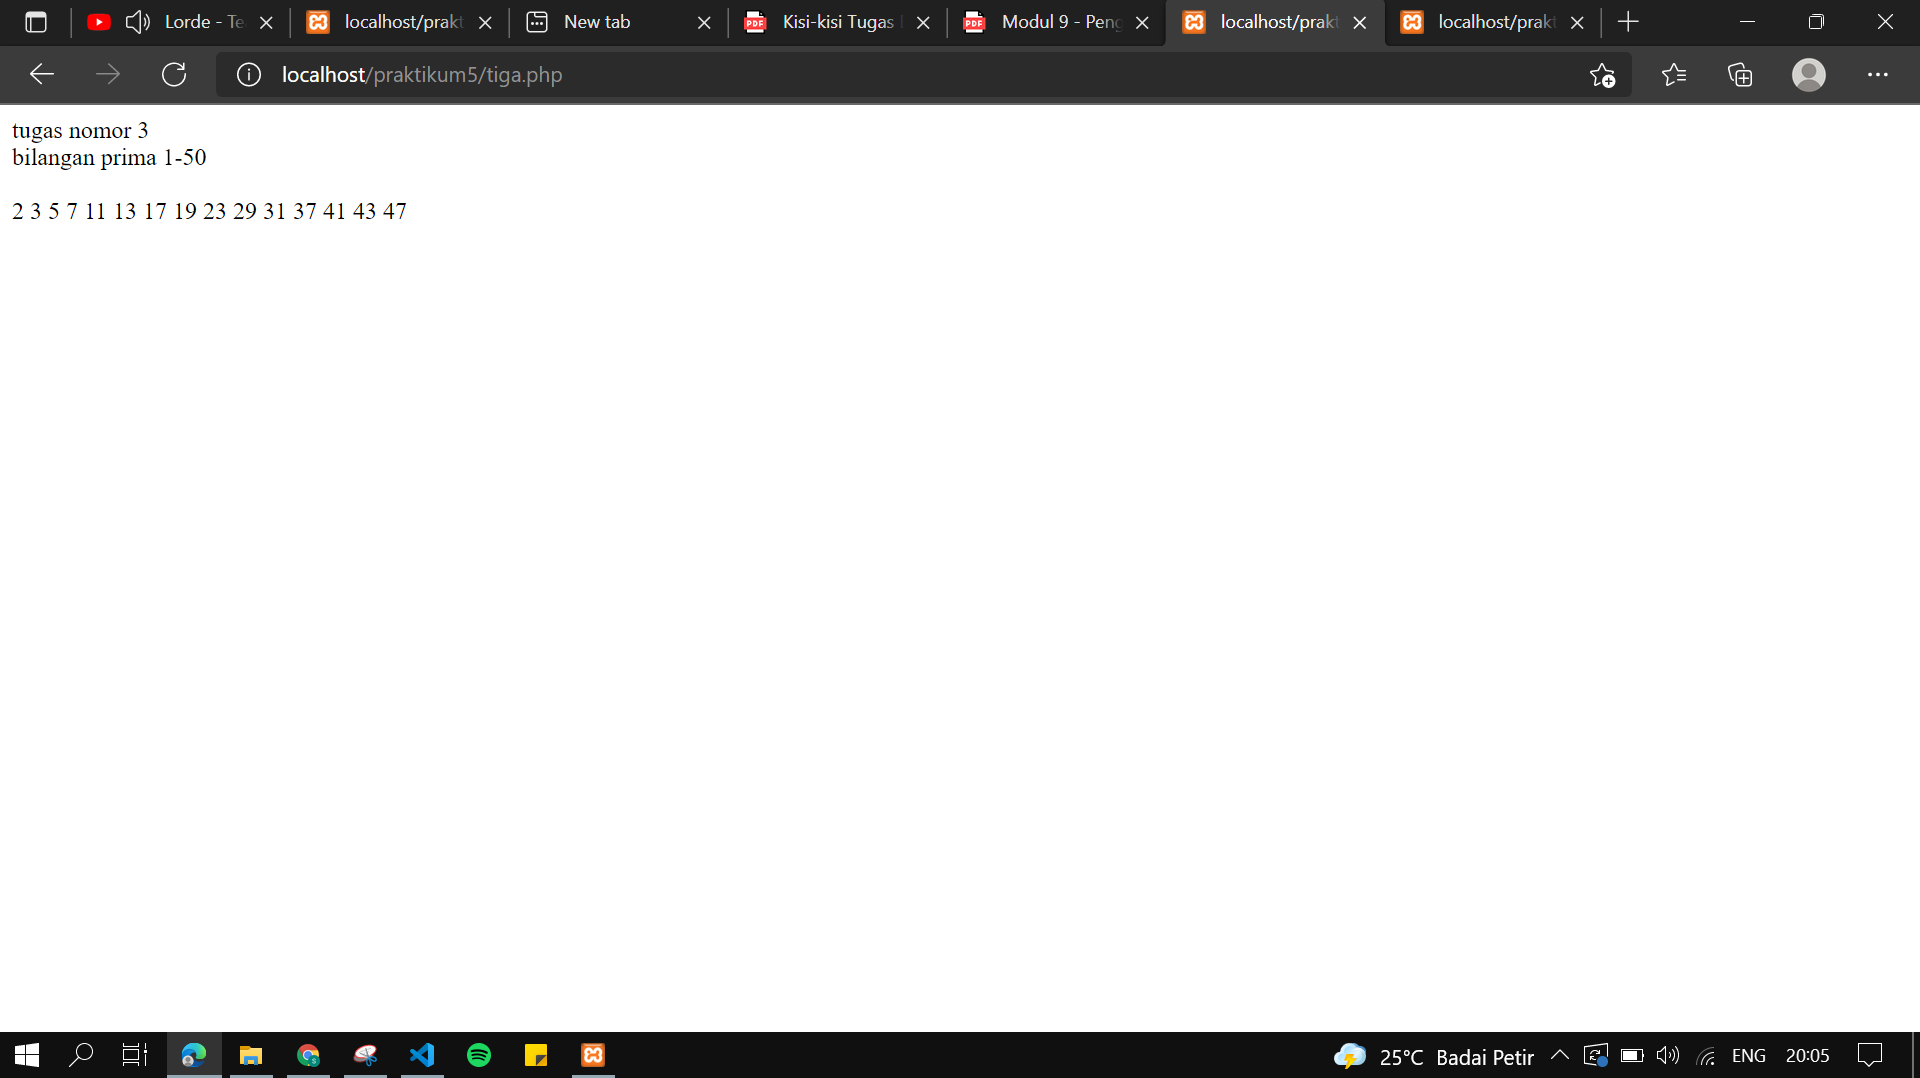 Lorde - Te
localhost/prakt
New tab
Kisi-kisi Tugas
Modul 9 - Peng
localhost/prakt
localhost/prakt
localhost/praktikum5/tiga.php
tugas nomor 3
bilangan prima 1-50
2 3 5 7 11 13 17 19 23 29 31 37 41 43 47
25°C Badai Petir
ENG
20:05